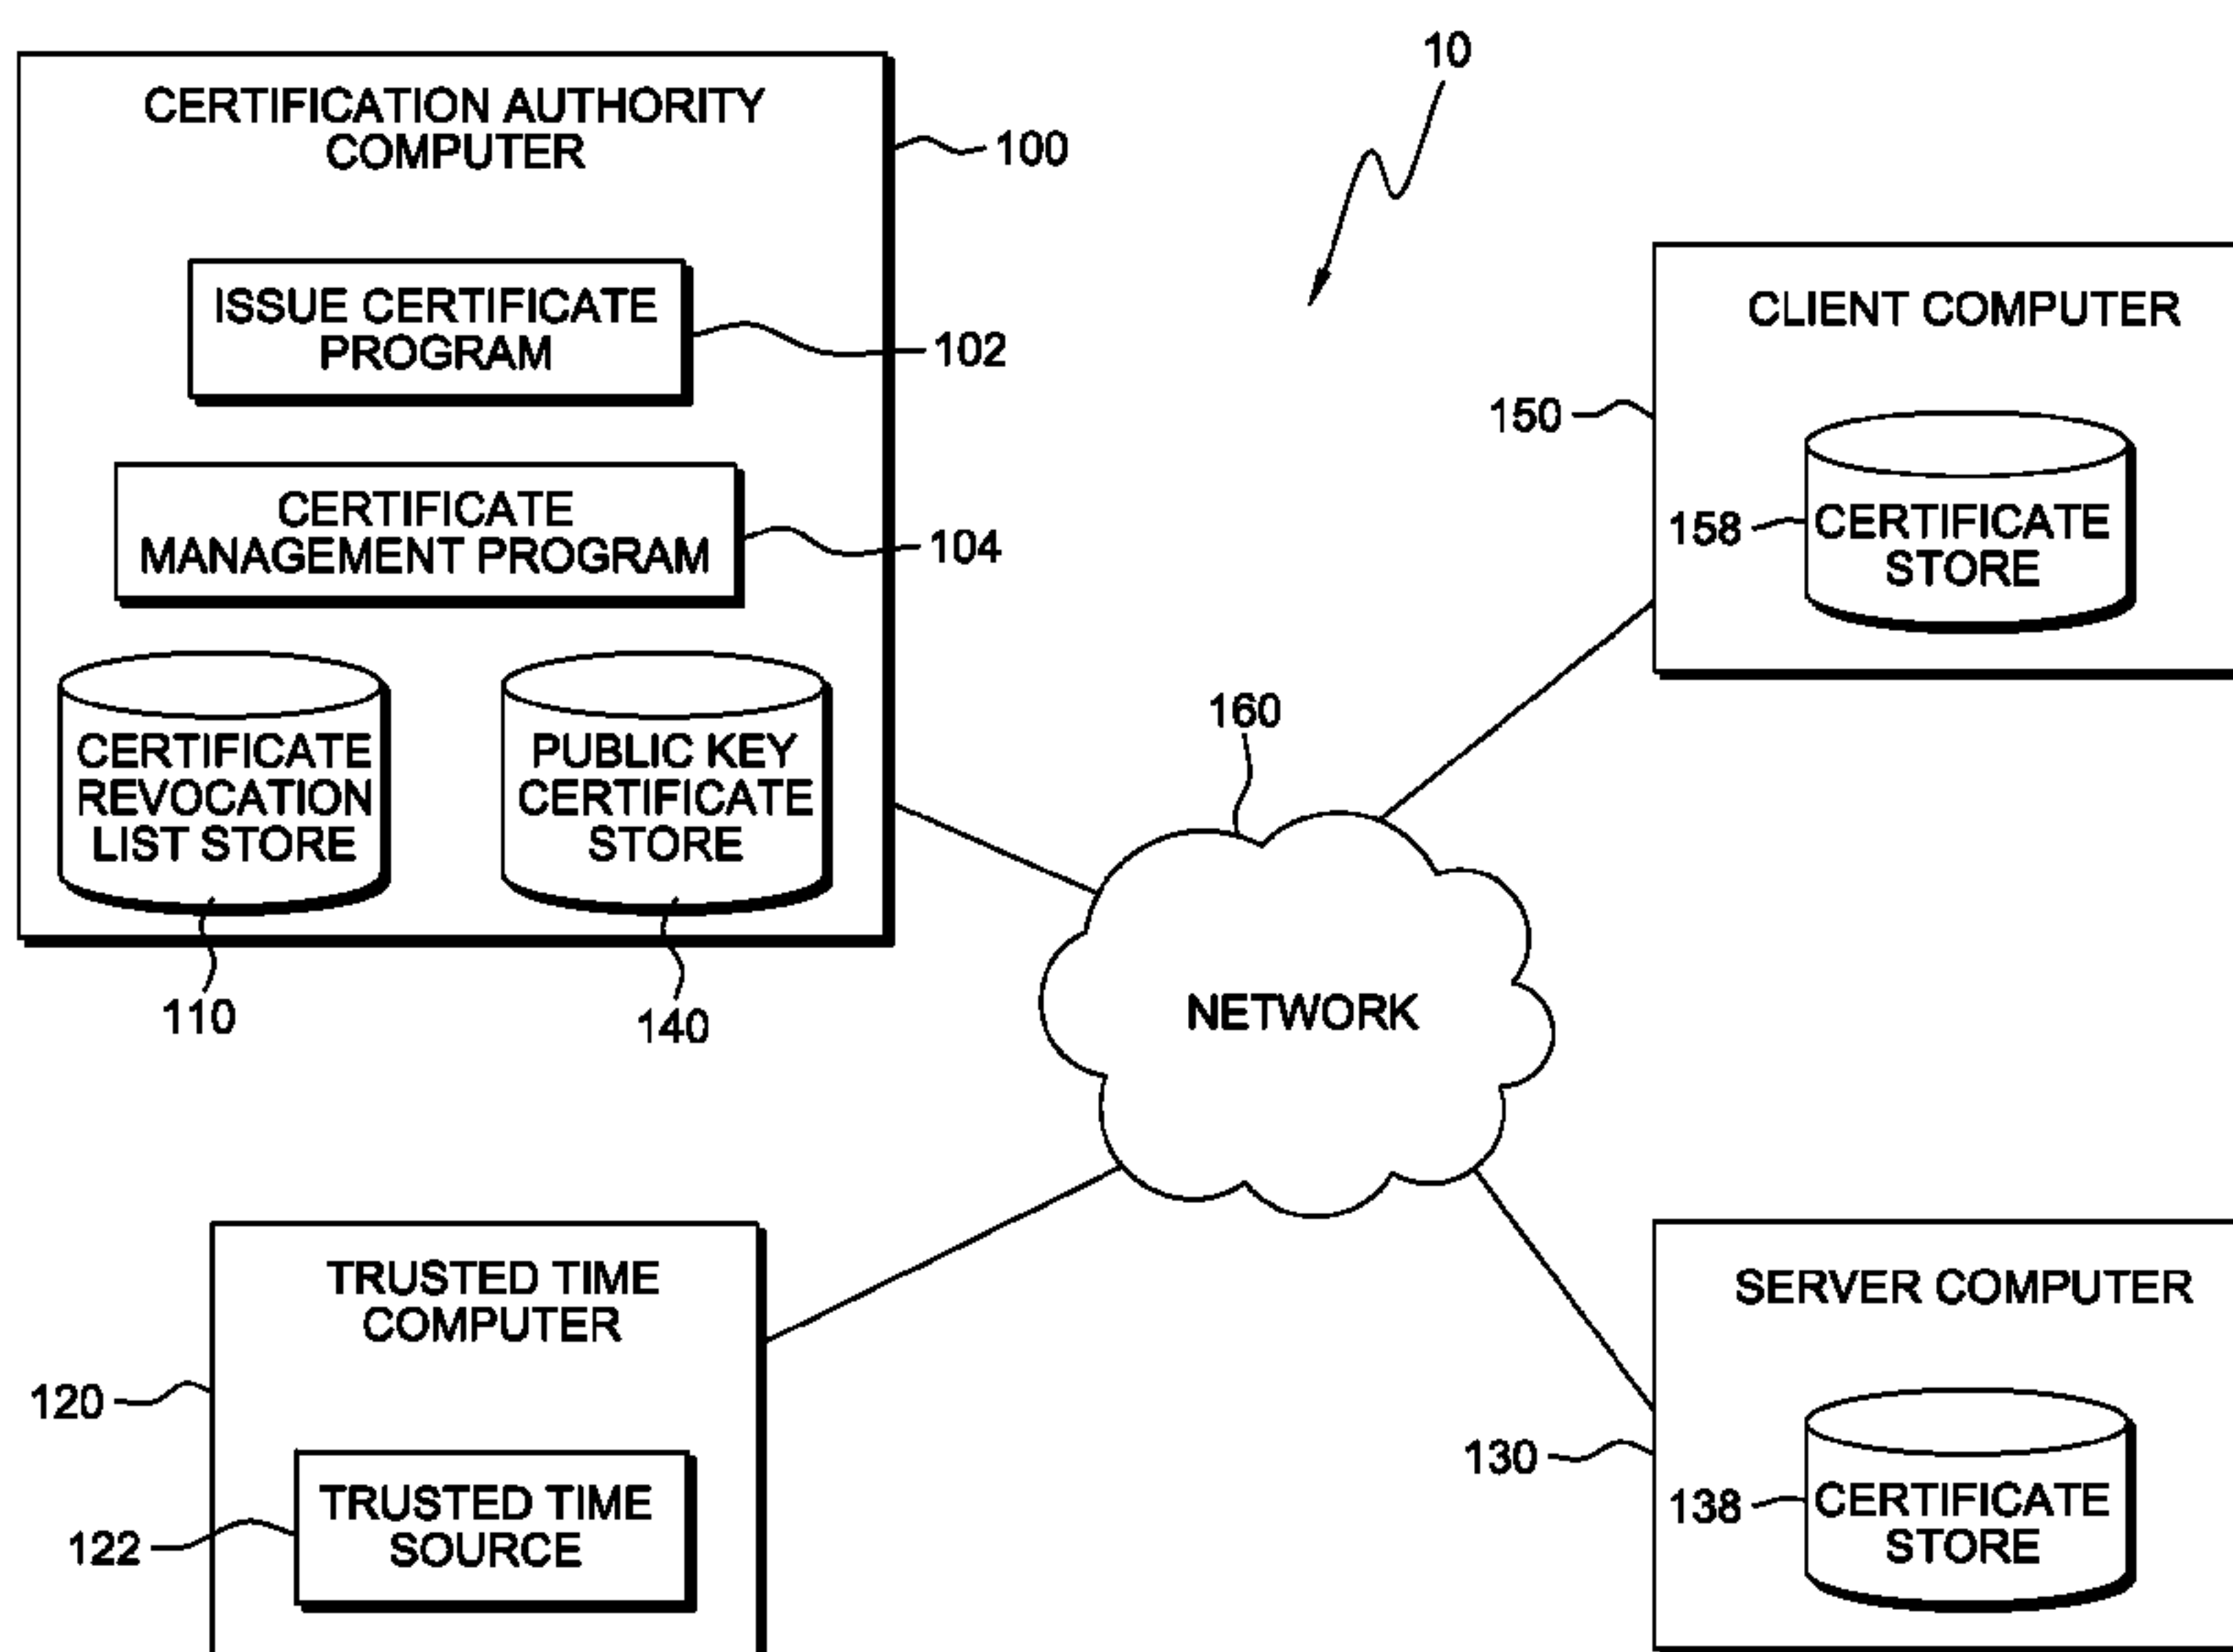 10
CERTIFICATION AUTHORITY
COMPUTER
100
ISSUE CERTIFICATE
PROGRAM
102
CERTIFICATE
MANAGEMENT PROGRAM
104
CERTIFICATE
REVOCATION
LIST STORE
110
PUBLIC KEY
CERTIFICATE
STORE
140
CLIENT COMPUTER
150
158
CERTIFICATE
STORE
160
NETWORK
TRUSTED TIME
COMPUTER
120
TRUSTED TIME
SOURCE
122
SERVER COMPUTER
130
138
CERTIFICATE
STORE